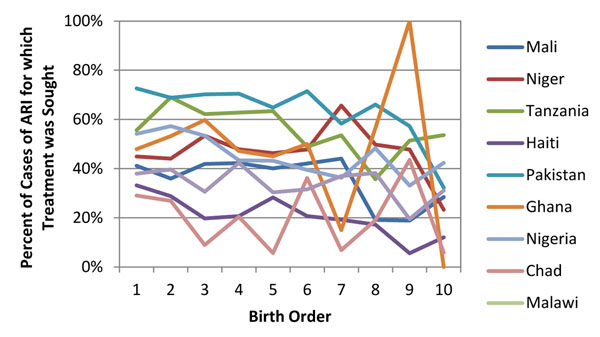 Percent of Cases of ARI for which
Treatment was Sought
100%
80%
60%
40%
20%
0%
1 2 3 4 5 6 7 8 9 10
Birth Order
Mali
Niger
Tanzania
Haiti
Pakistan
Ghana
Nigeria
Chad
Malawi